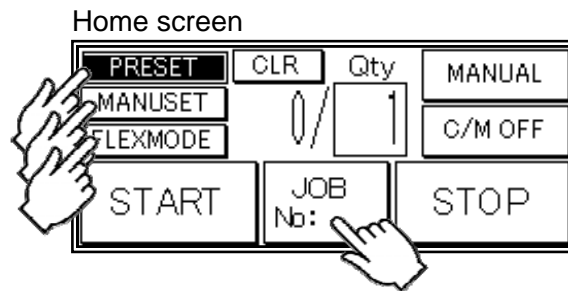 Home screen
PRESET CLR Qty MANUAL
MANUSET 0/1
FLEXMODE C/M OFF
START JOB STOP
No: